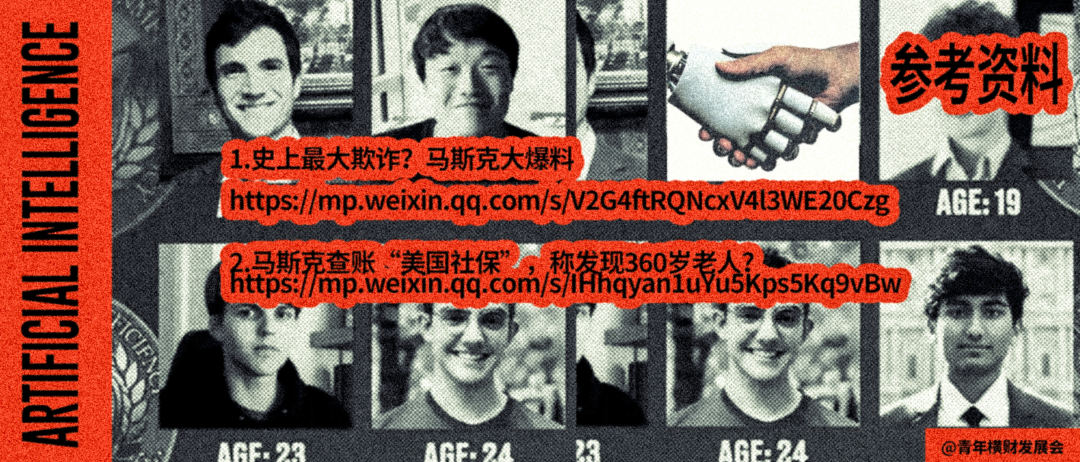 ARTIFICIAL INTELLIGENCE
参考资料
1.史上最大欺诈？马斯克大爆料
https://mp.weixin.qq.com/s/V2G4ftRQNcxV4l3WE20Czg
AGE: 19
2.马斯克查账“美国社保”，称发现360岁老人？
https://mp.weixin.qq.com/s/IHhqyan1uYu5Kps5Kq9vBw
AGE: 23
AGE: 24
23
AGE: 24
@青年横财发展会